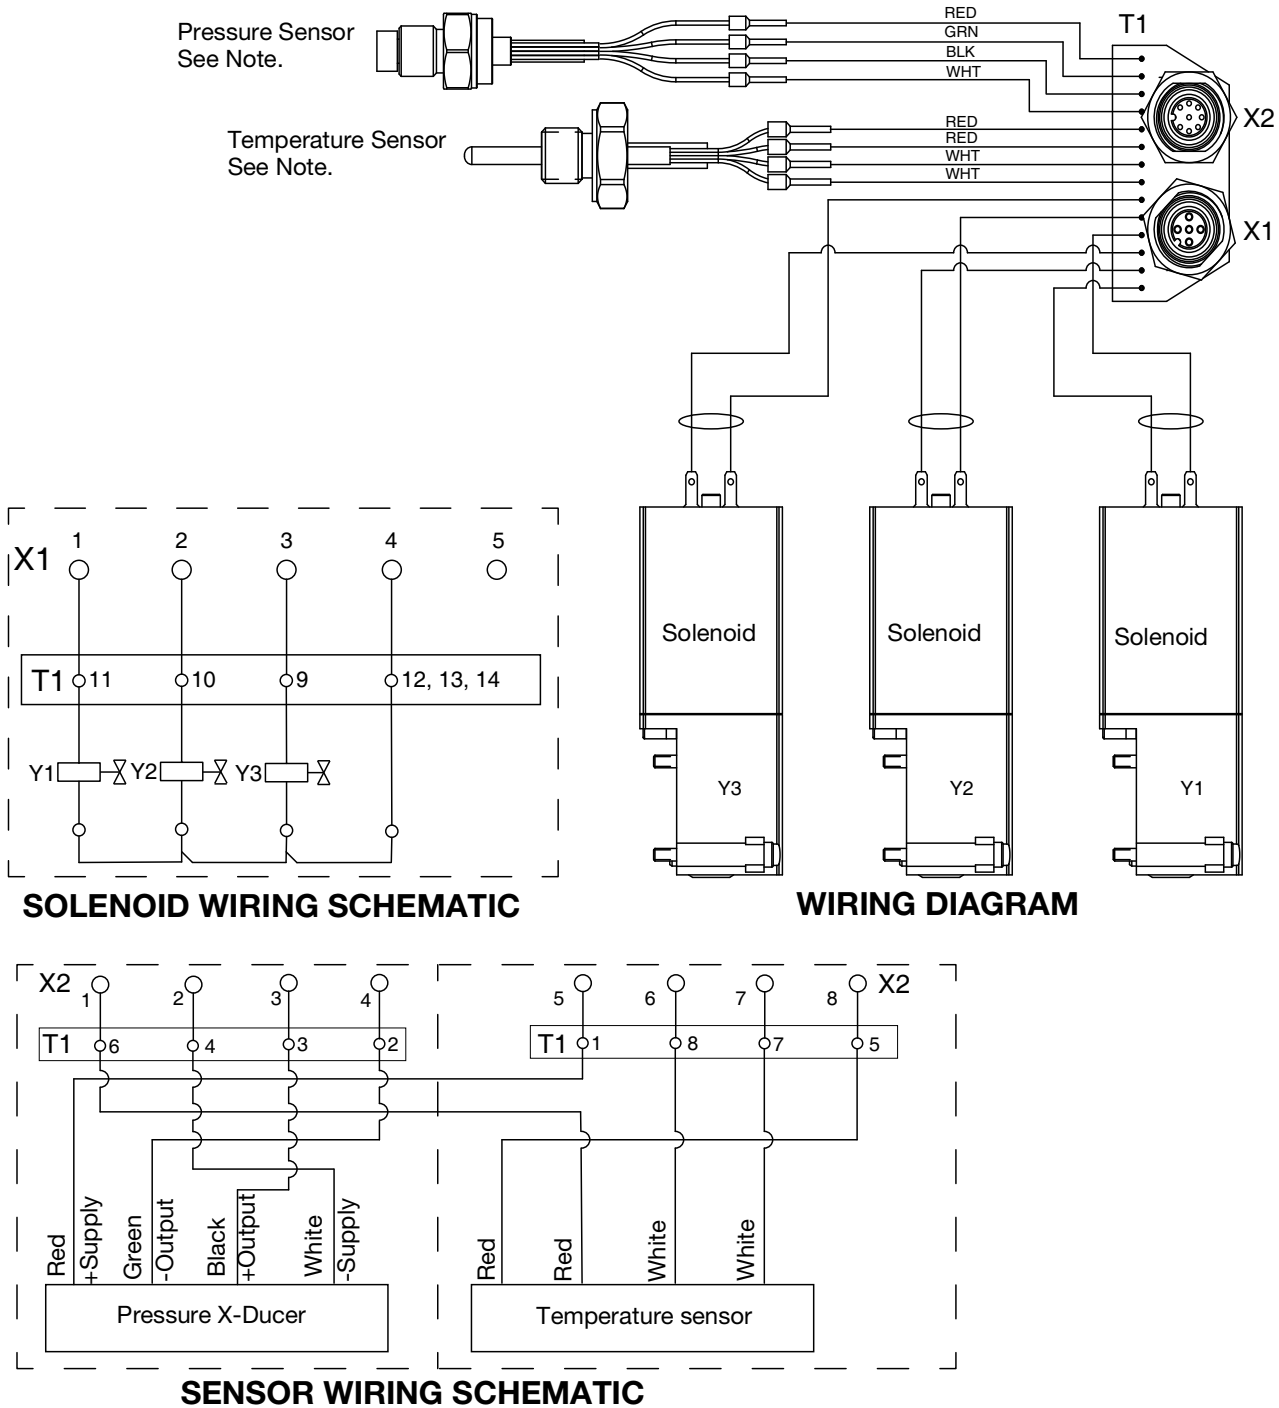 Pressure Sensor
See Note.
RED
GRN
BLK
WHT
T1
X2
Temperature Sensor
See Note.
RED
RED
WHT
WHT
X1
Solenoid
Solenoid
Solenoid
Y3
Y2
Y1
WIRING DIAGRAM
X1
1 2 3 4 5
T1 11 10 9 12, 13, 14
Y1 Y2 Y3
SOLENOID WIRING SCHEMATIC
X2 1 2 3 4
T1 6 4 3 2
Red
+Supply
Green
-Output
Black
+Output
White
-Supply
Pressure X-Ducer
5 6 7 8 X2
T1 1 8 7 5
Red
Red
White
White
Temperature sensor
SENSOR WIRING SCHEMATIC